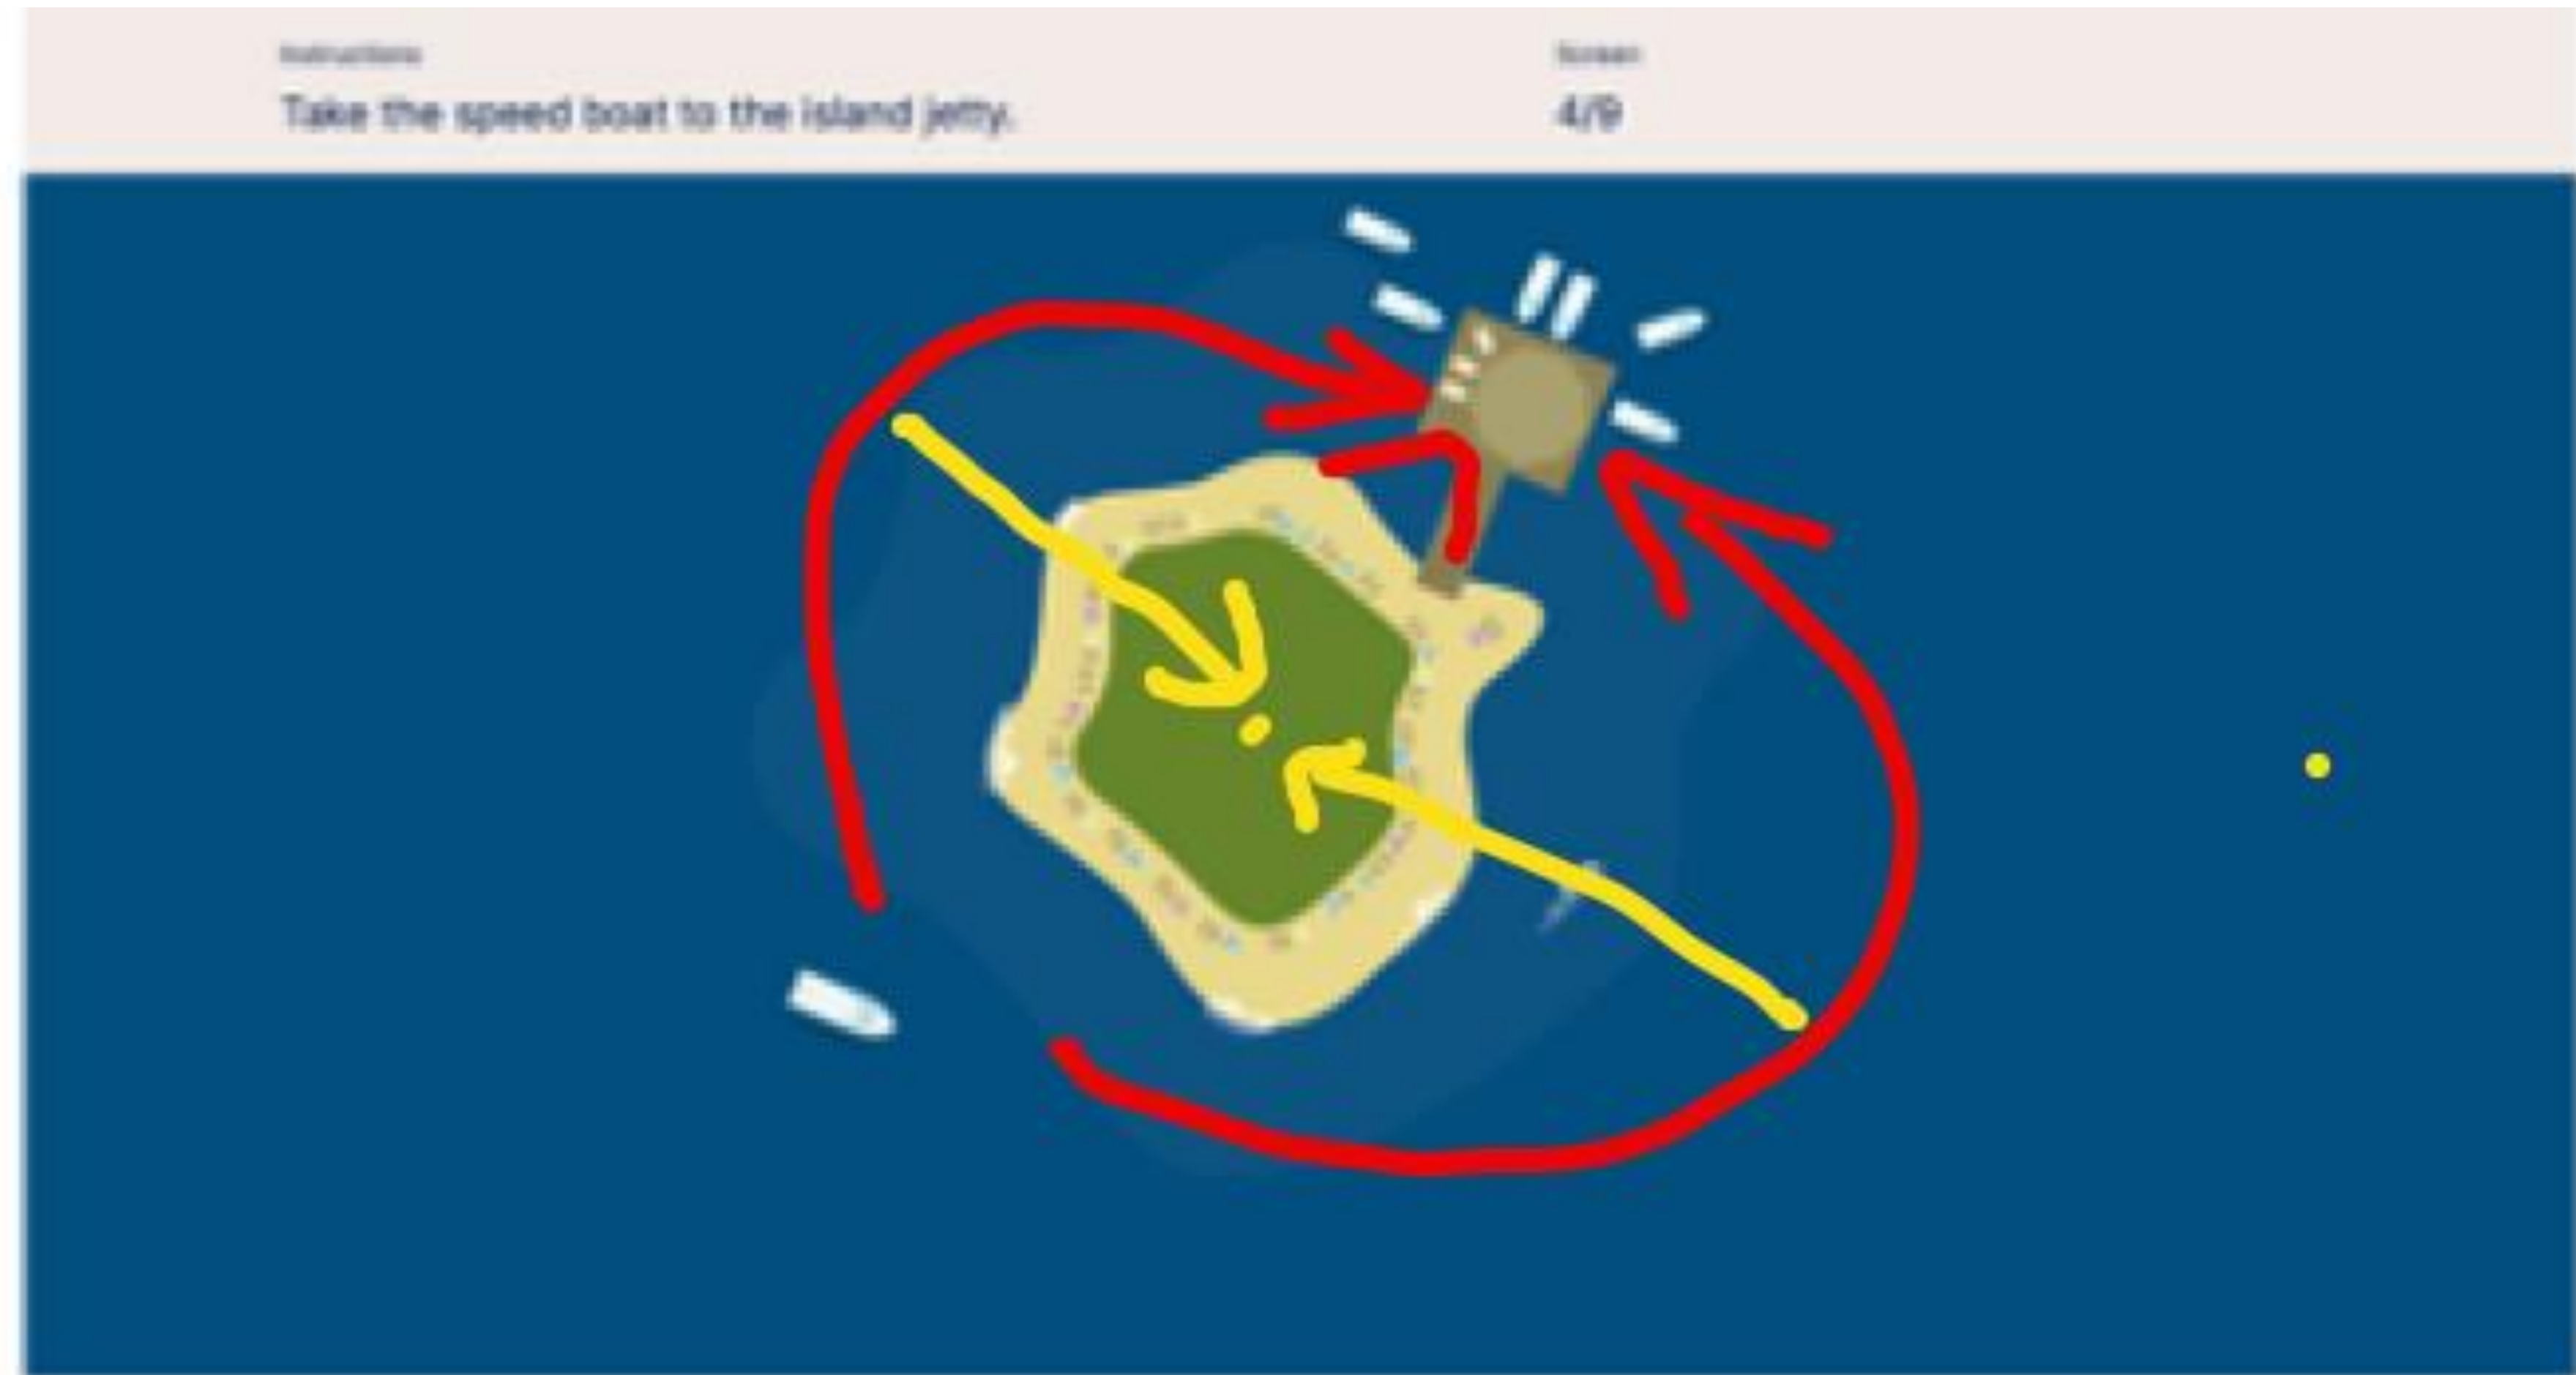 Instructions
Screen
Take the speed boat to the island jetty.
4/9